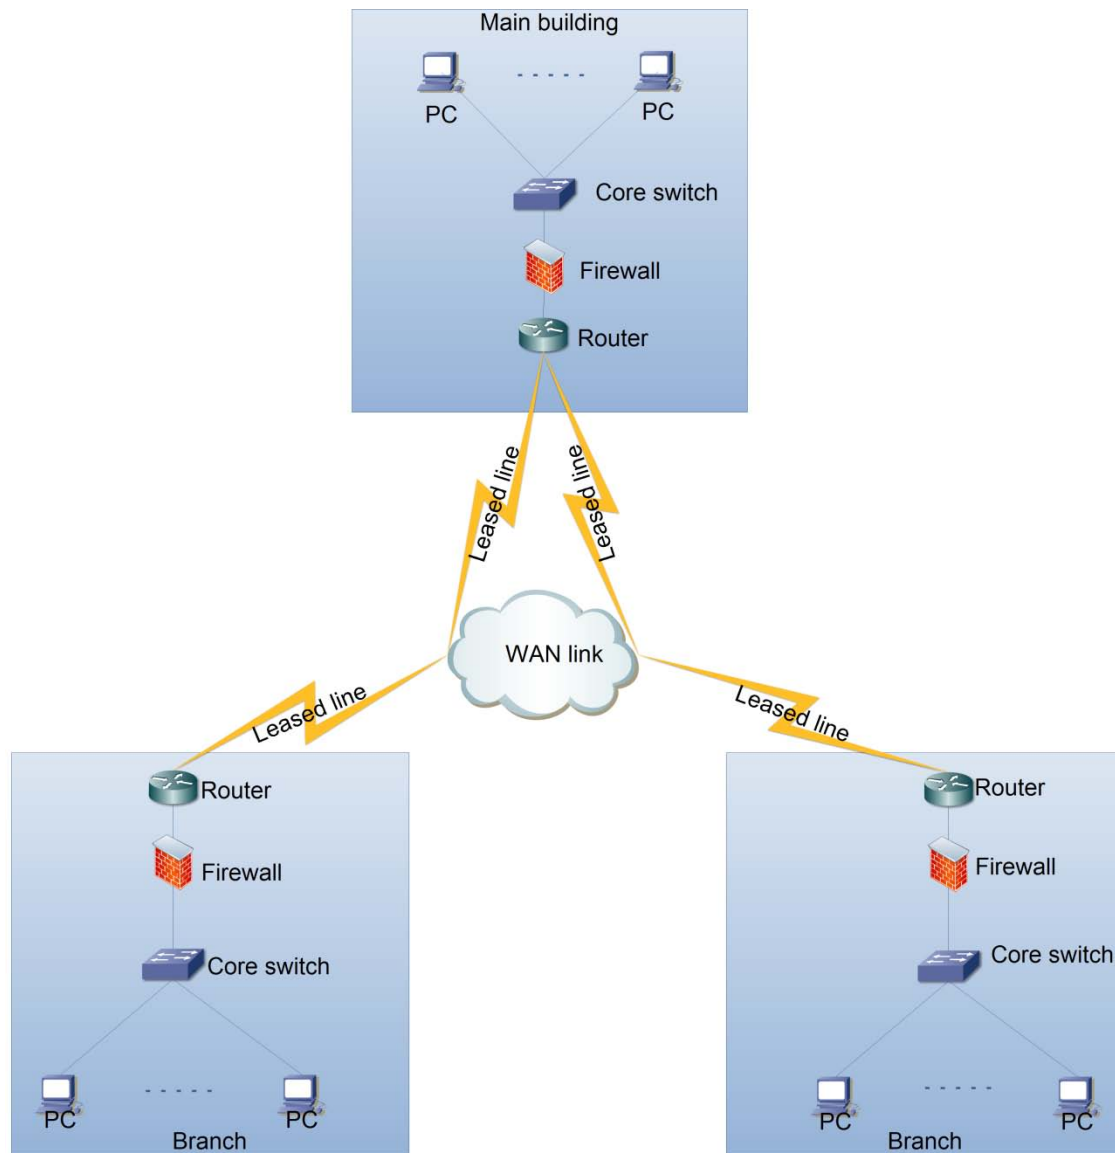 Main building
PC
PC
Core switch
Firewall
Router
Leased line
Leased line
WAN link
Leased line
Leased line
Router
Firewall
Core switch
PC
PC
Branch
Router
Firewall
Core switch
PC
PC
Branch